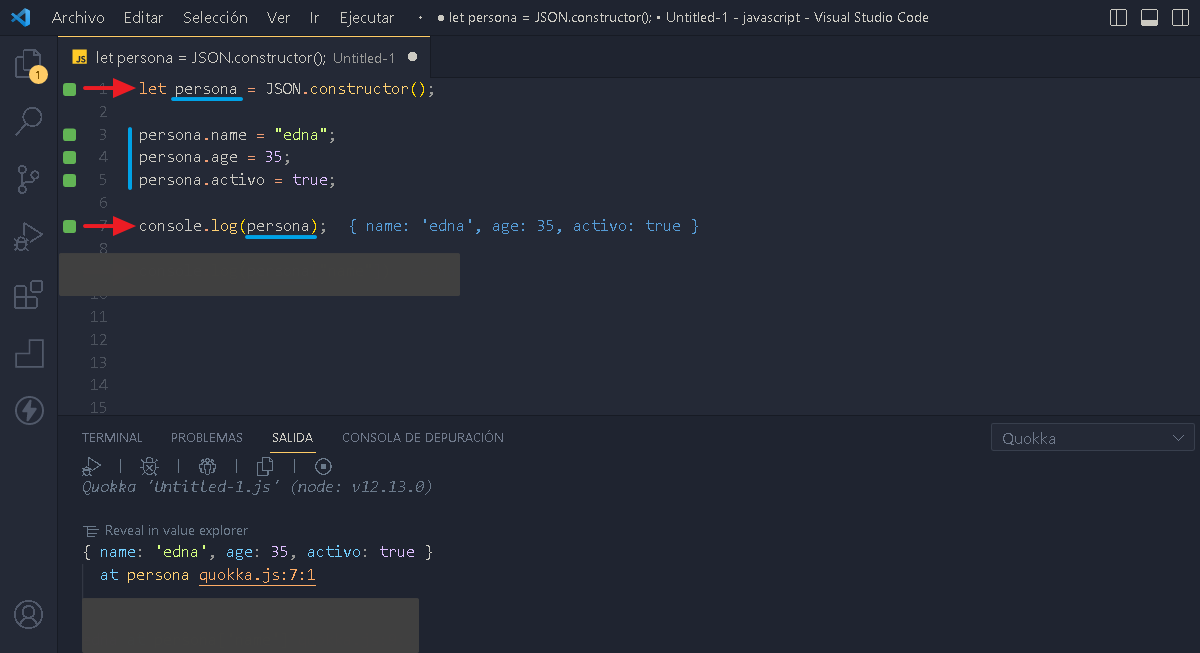 Archivo Editar Selección Ver Ir Ejecutar · ● let persona = JSON.constructor(); • Untitled-1 - javascript - Visual Studio Code
JS let persona = JSON.constructor(); Untitled-1 ●
1
1 let persona = JSON.constructor();
2
3 persona.name = "edna";
4 persona.age = 35;
5 persona.activo = true;
6
7 console.log(persona); { name: 'edna', age: 35, activo: true }
8
10
11
12
13
14
15
TERMINAL PROBLEMAS SALIDA CONSOLA DE DEPURACIÓN Quokka
Quokka 'Untitled-1.js' (node: v12.13.0)
Reveal in value explorer
{ name: 'edna', age: 35, activo: true }
at persona quokka.js:7:1